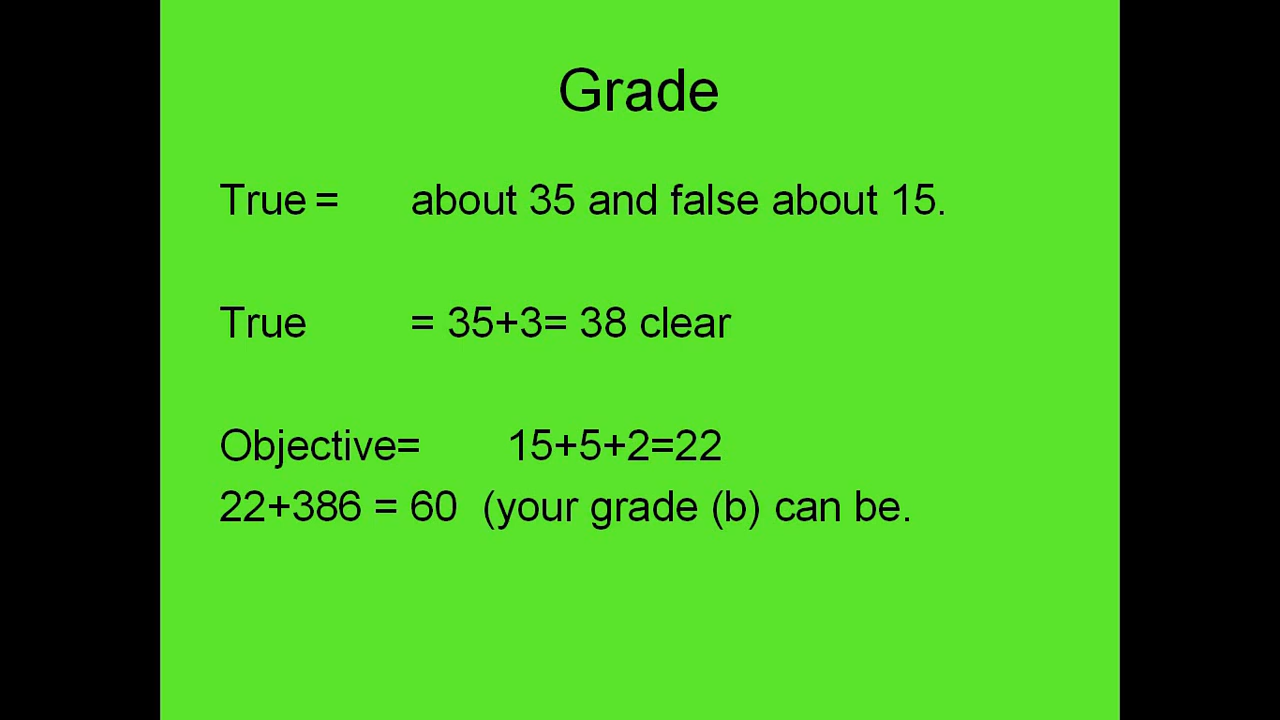 Grade
True = about 35 and false about 15.
True = 35+3= 38 clear
Objective= 15+5+2=22
22+386 = 60 (your grade (b) can be.